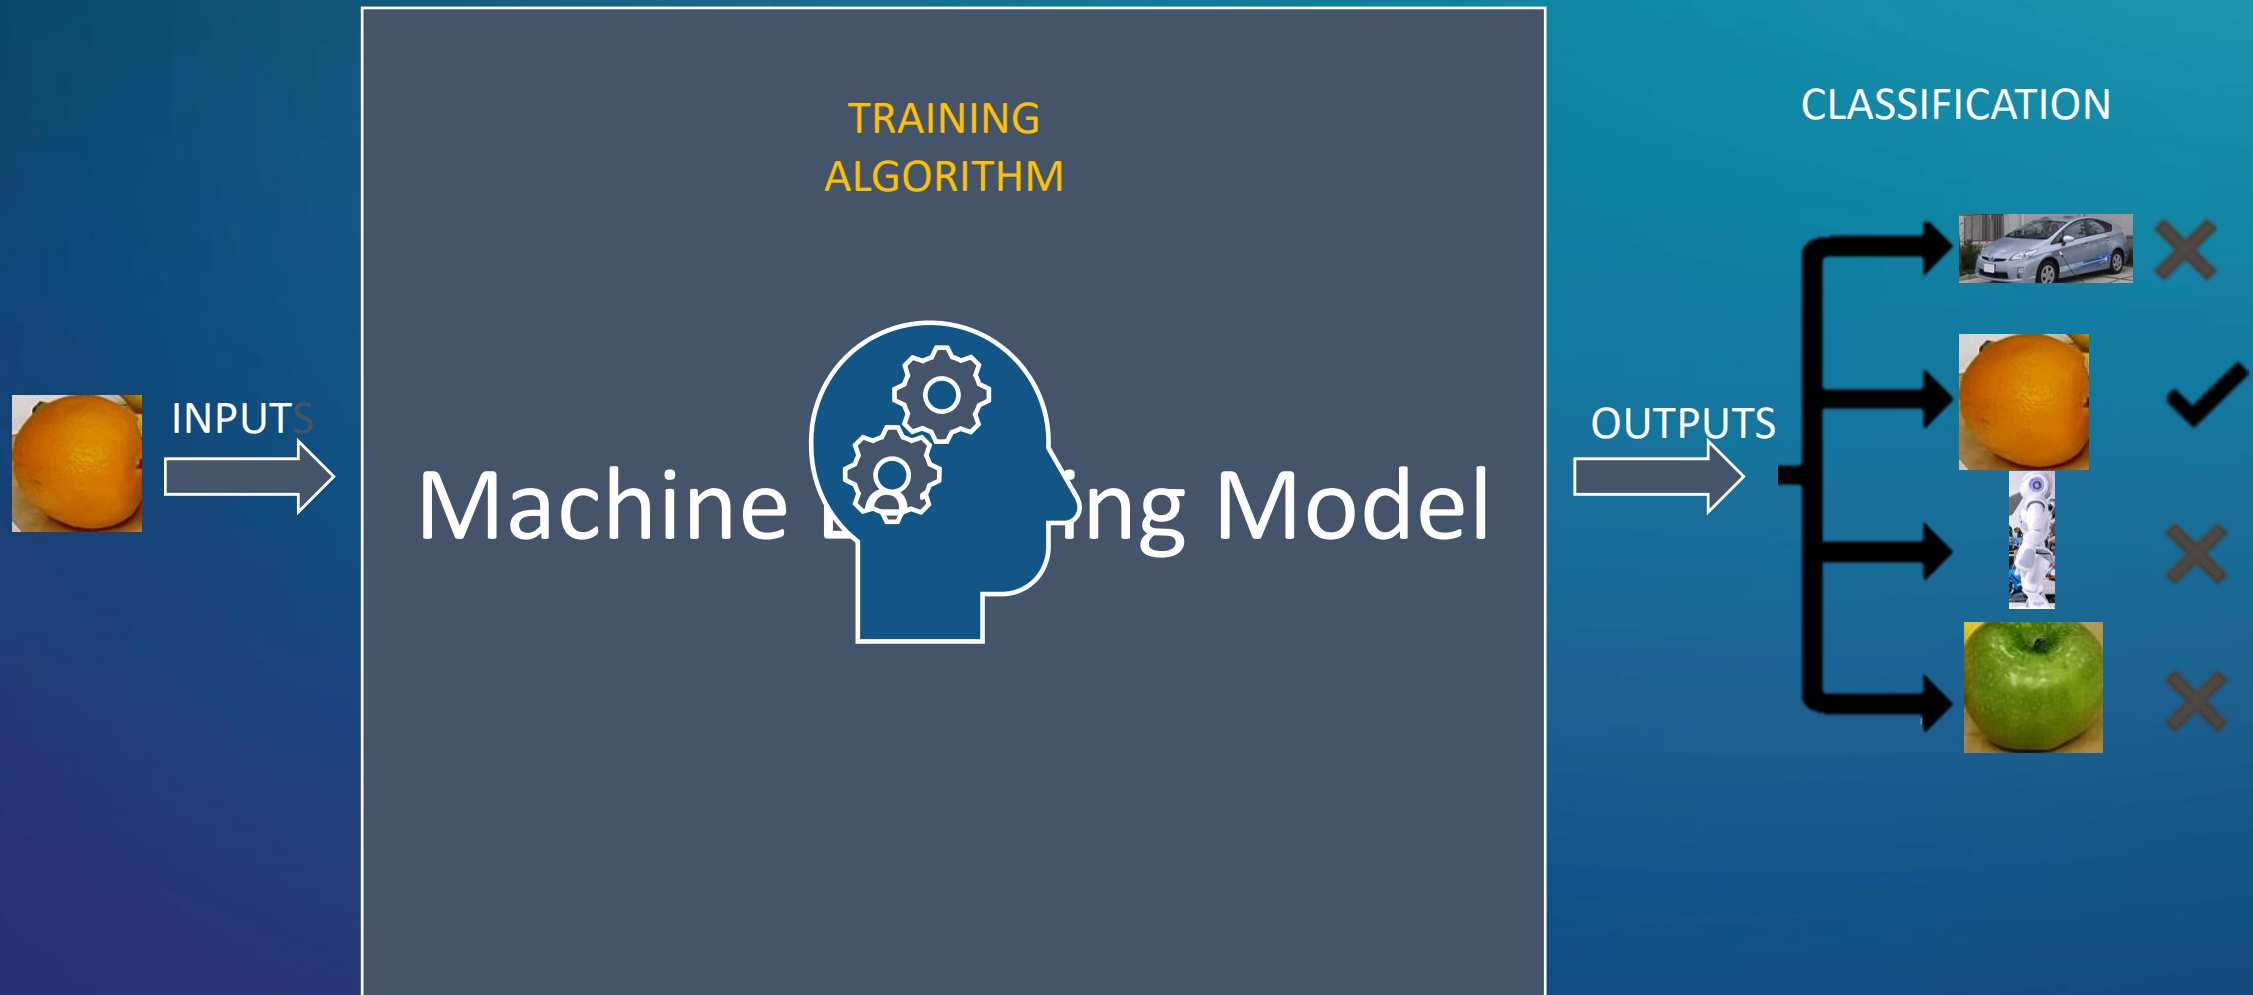 TRAINING
ALGORITHM
CLASSIFICATION
INPUTS
OUTPUTS
Machine ing Model